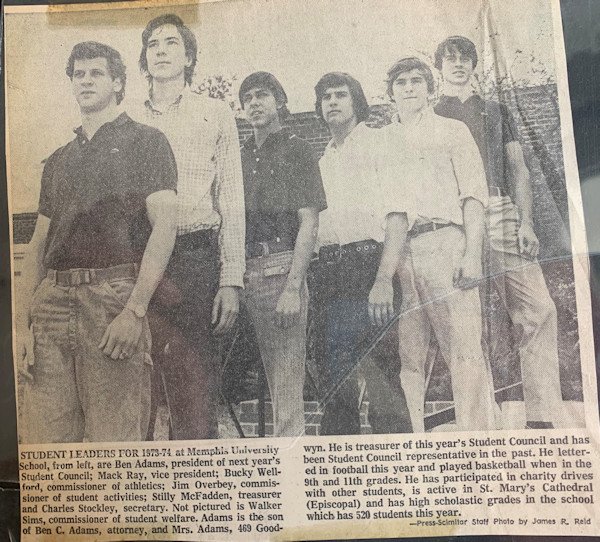 STUDENT LEADERS FOR 1973-74 at Memphis University
School, from left, are Ben Adams, president of next year's
Student Council; Mack Ray, vice president; Bucky Well-
ford, commissioner of athletics; Jim Overbey, commis-
sioner of student activities; Stilly McFadden, treasurer
and Charles Stockley, secretary. Not pictured is Walker
Sims, commissioner of student welfare. Adams is the son
of Ben C. Adams, attorney, and Mrs. Adams, 469 Good-
wyn. He is treasurer of this year's Student Council and has
been Student Council representative in the past. He letter-
ed in football this year and played basketball when in the
9th and 11th grades. He has participated in charity drives
with other students, is active in St. Mary's Cathedral
(Episcopal) and has high scholastic grades in the school
which has 520 students this year.
—Press-Scimitar Staff Photo by James R. Reid